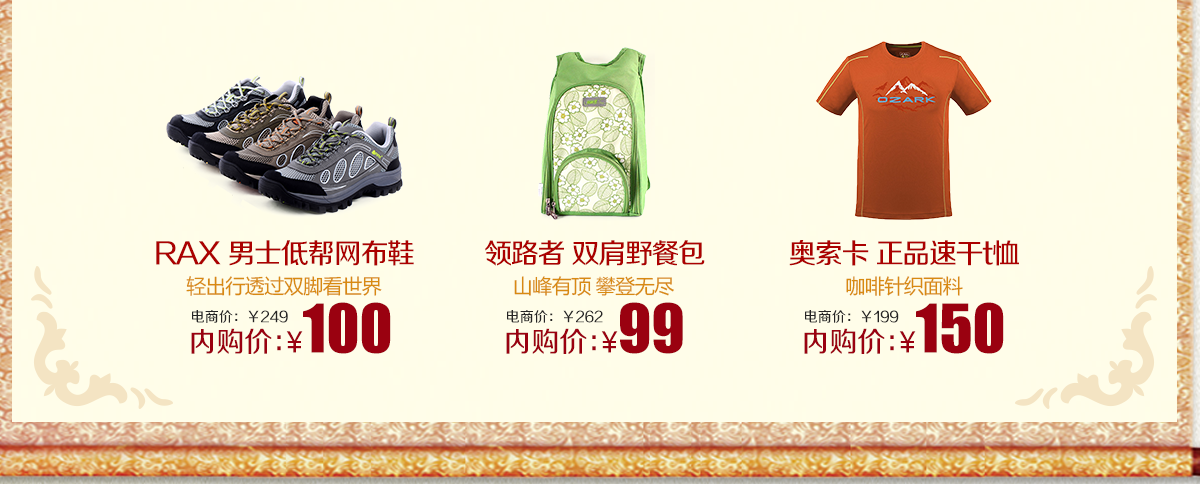 OZARK
RAX 男士低帮网布鞋
轻出行透过双脚看世界
电商价：￥249
内购价:￥100
领路者 双肩野餐包
山峰有顶 攀登无尽
电商价：￥262
内购价:￥99
奥索卡 正品速干t恤
咖啡针织面料
电商价：￥199
内购价:￥150